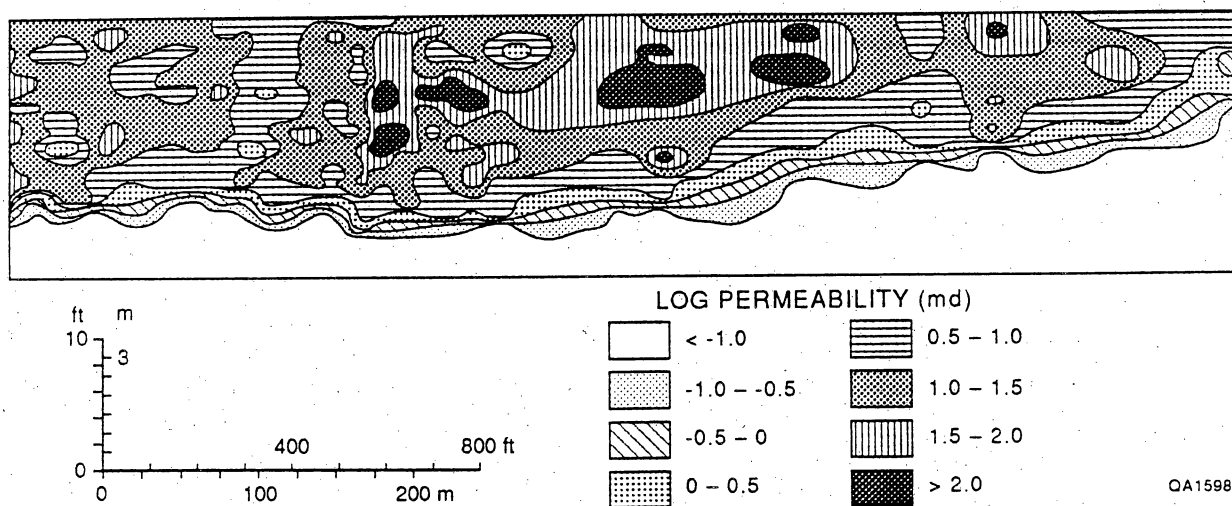 LOG PERMEABILITY (md)
ft m
10
3
0
400 800 ft
0 100 200 m
< -1.0
-1.0 – -0.5
-0.5 – 0
0 – 0.5
0.5 – 1.0
1.0 – 1.5
1.5 – 2.0
> 2.0
QA1598